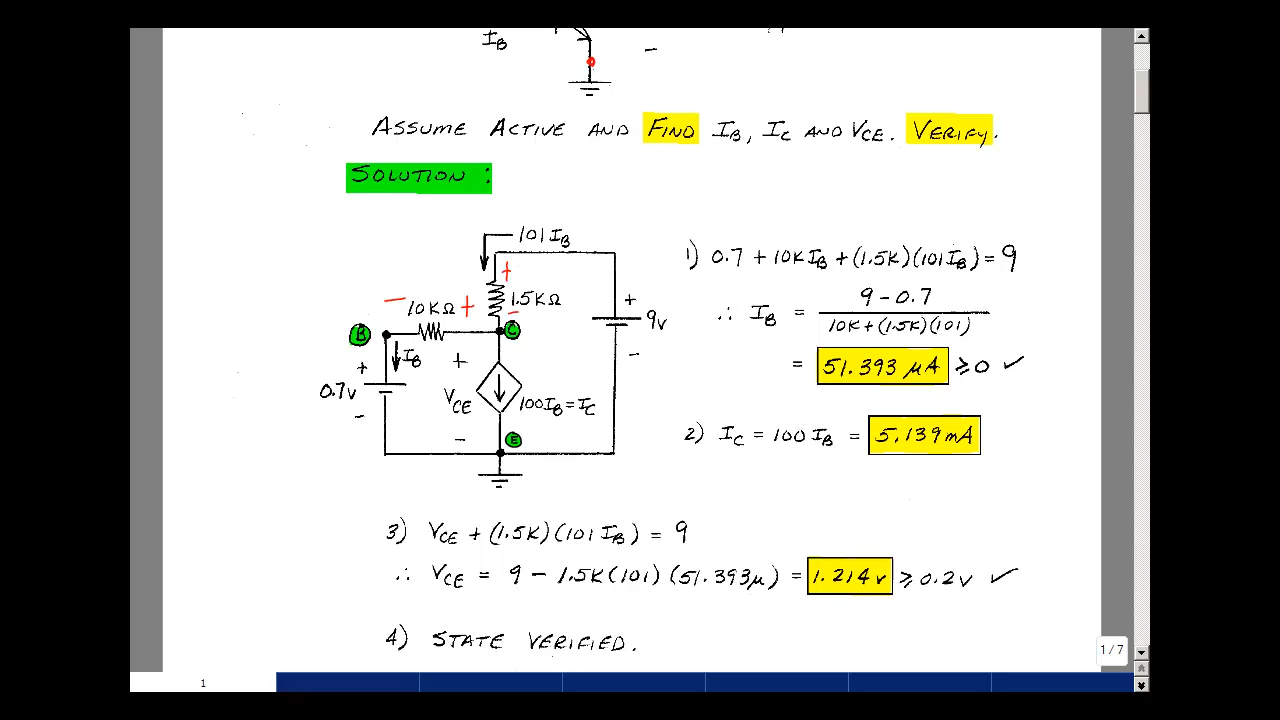 I_B
−
ASSUME ACTIVE AND FIND I_B, I_C AND V_CE. VERIFY.
SOLUTION:
101 I_B
+
− 10KΩ + 1.5KΩ
−
B C
+ 9V −
I_B
+ 0.7V −
+ V_CE −
100 I_B = I_C
E
1) 0.7 + 10K I_B + (1.5K)(101 I_B) = 9
∴ I_B = 9 − 0.7
10K + (1.5K)(101)
= 51.393 μA ≥ 0 ✓
2) I_C = 100 I_B = 5.139 mA
3) V_CE + (1.5K)(101 I_B) = 9
∴ V_CE = 9 − 1.5K(101)(51.393μ) = 1.214 V ≥ 0.2V ✓
4) STATE VERIFIED.
1 / 7
1